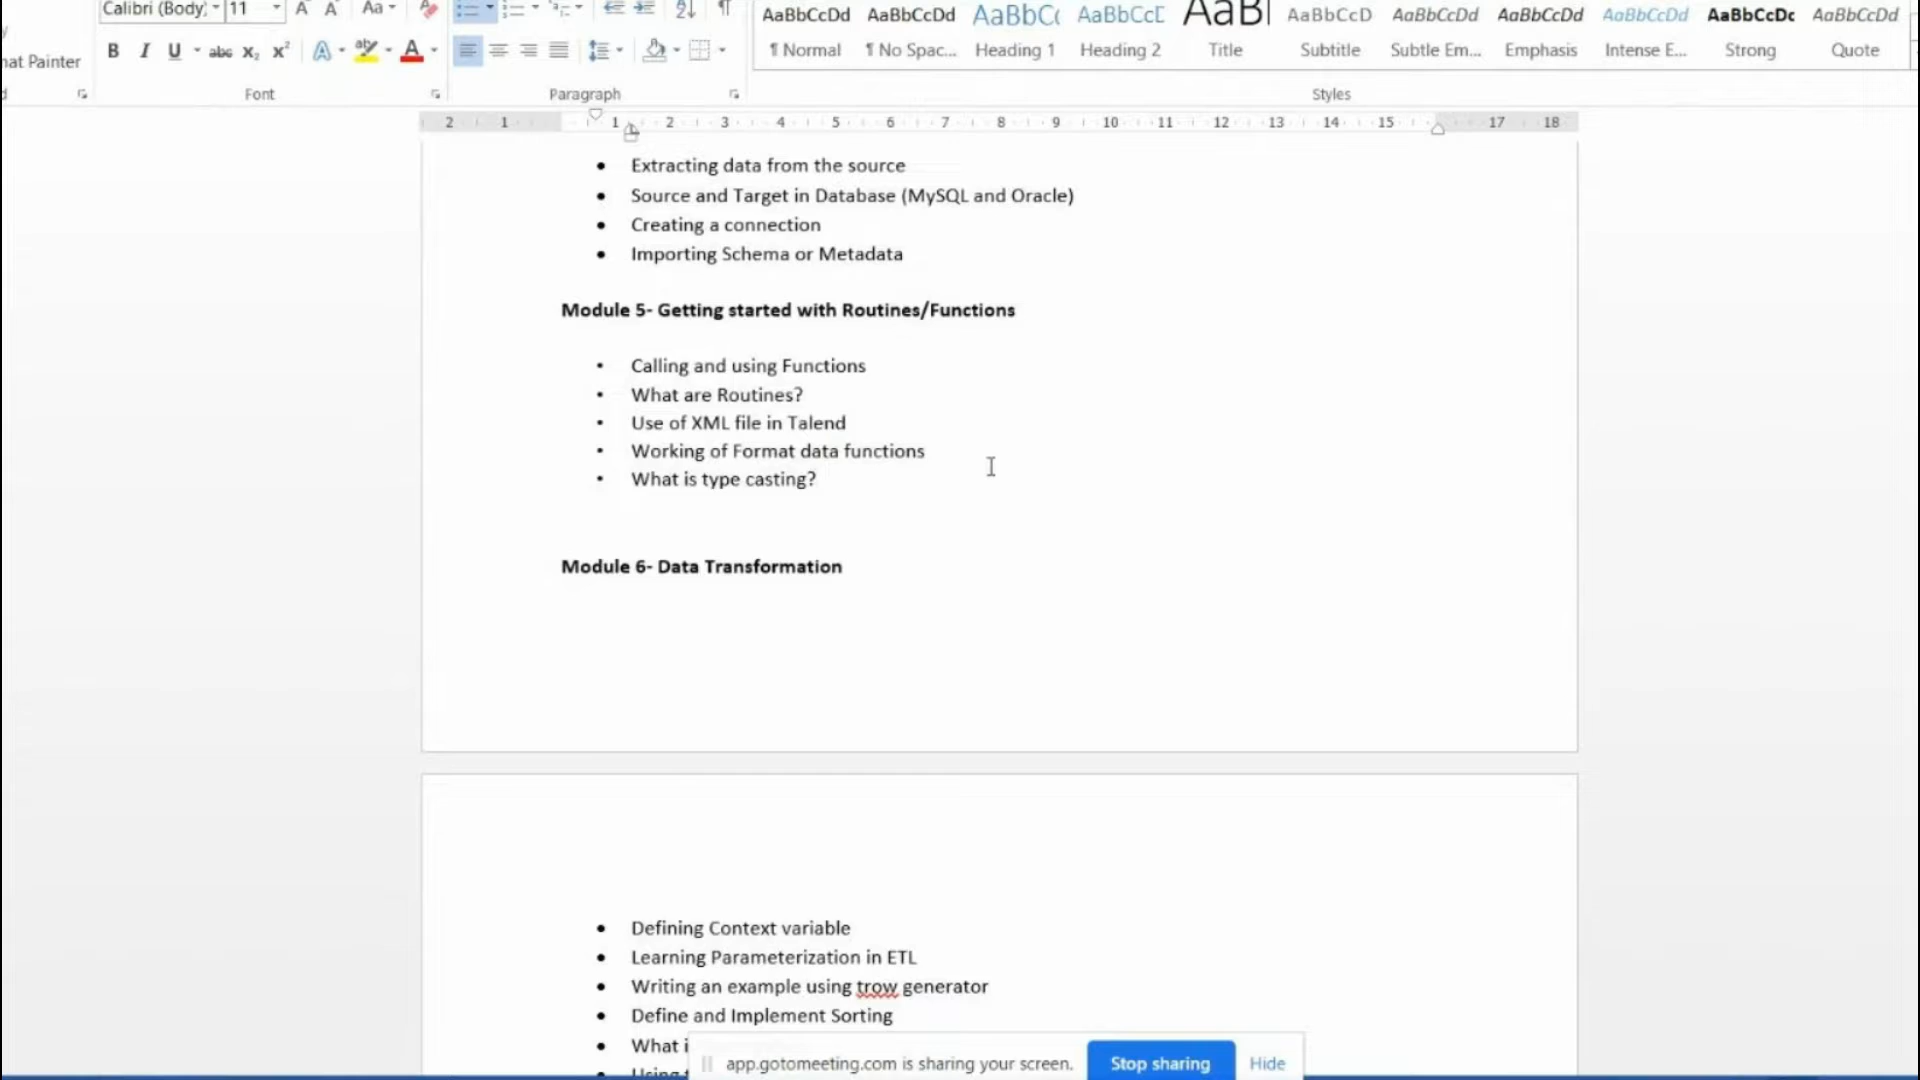 Calibri (Body) 11 A A Aa
AaBbCcDd AaBbCcDd AaBbC AaBbCcD AaB AaBbCcD AaBbCcDd AaBbCcDd AaBbCcDd AaBbCcDc AaBbCcDd
B I U abc X₂ X² A aby A
¶ Normal ¶ No Spac... Heading 1 Heading 2 Title Subtitle Subtle Em... Emphasis Intense E... Strong Quote
Painter
Font Paragraph Styles
2 1 1 2 3 4 5 6 7 8 9 10 11 12 13 14 15 17 18
• Extracting data from the source
• Source and Target in Database (MySQL and Oracle)
• Creating a connection
• Importing Schema or Metadata
Module 5- Getting started with Routines/Functions
• Calling and using Functions
• What are Routines?
• Use of XML file in Talend
• Working of Format data functions
• What is type casting?
Module 6- Data Transformation
• Defining Context variable
• Learning Parameterization in ETL
• Writing an example using trow generator
• Define and Implement Sorting
• What i
app.gotomeeting.com is sharing your screen. Stop sharing Hide
• Using